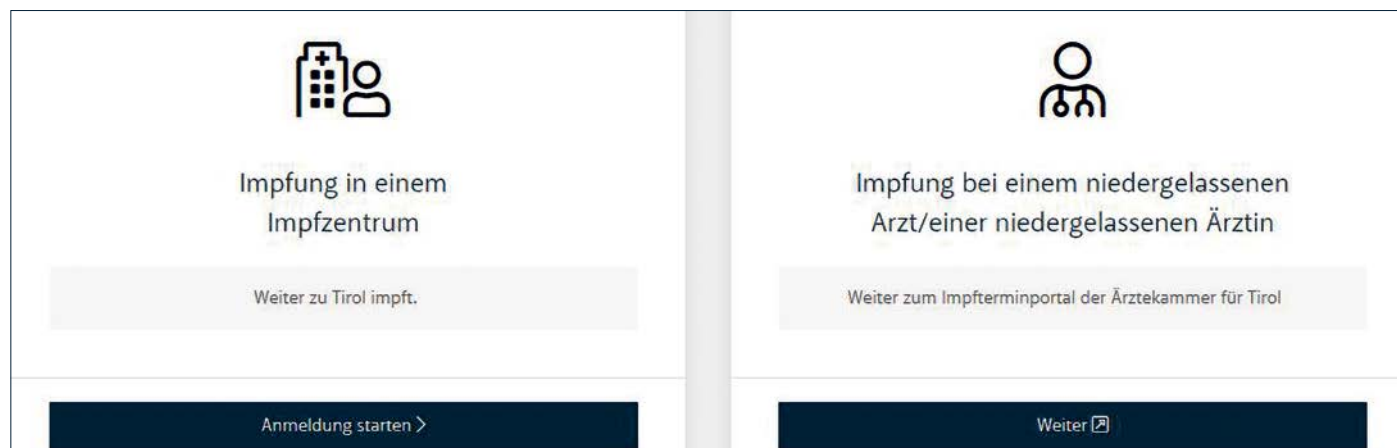 Impfung in einem
Impfzentrum
Weiter zu Tirol impft.
Anmeldung starten
Impfung bei einem niedergelassenen
Arzt/einer niedergelassenen Ärztin
Weiter zum Impfterminportal der Ärztekammer für Tirol
Weiter